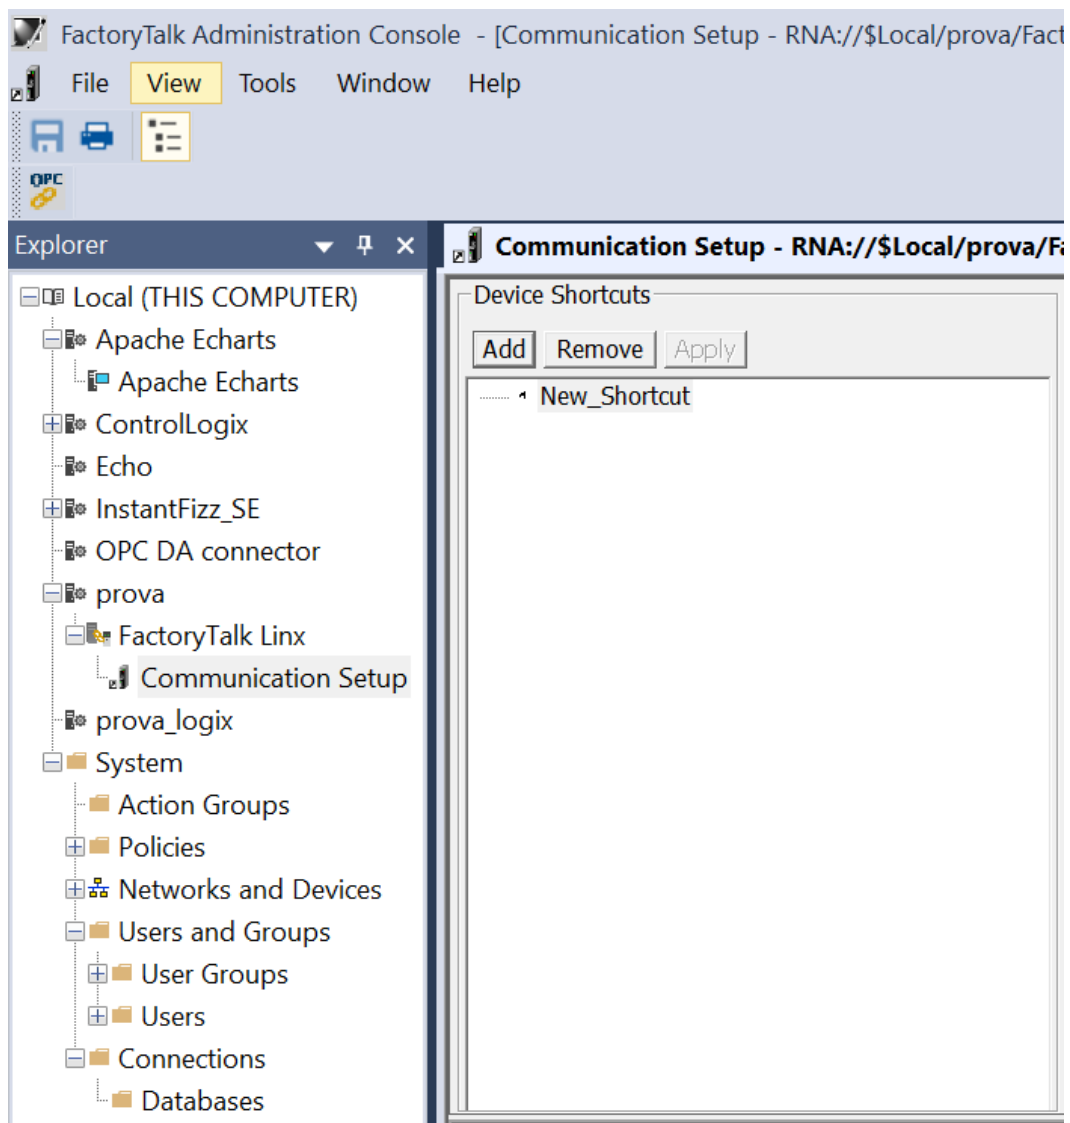 FactoryTalk Administration Console - [Communication Setup - RNA://$Local/prova/Fact
File View Tools Window Help
OPC
Explorer
Local (THIS COMPUTER)
Apache Echarts
Apache Echarts
ControlLogix
Echo
InstantFizz_SE
OPC DA connector
prova
FactoryTalk Linx
Communication Setup
prova_logix
System
Action Groups
Policies
Networks and Devices
Users and Groups
User Groups
Users
Connections
Databases
Communication Setup - RNA://$Local/prova/Fa
Device Shortcuts
Add Remove Apply
New_Shortcut